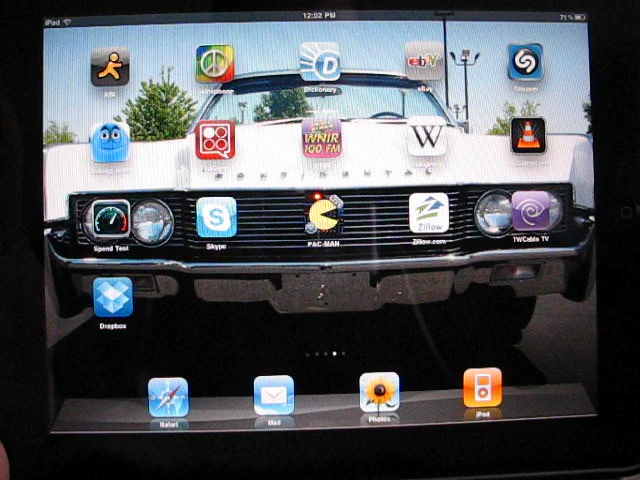 iPad 12:02 PM 71%
AIM Dictionary eBay Shazam
WNIR
100 FM
W
CONTINENTAL
Speed Test Skype PAC-MAN Zillow.com TWCable TV
Zillow
Dropbox
Safari Mail Photos iPod